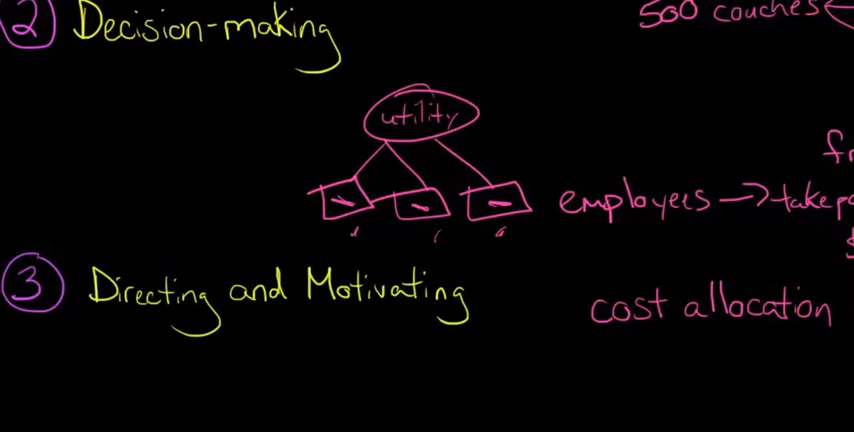 2 Decision-making
500 couches
utility
employees → take
3 Directing and Motivating
cost allocation